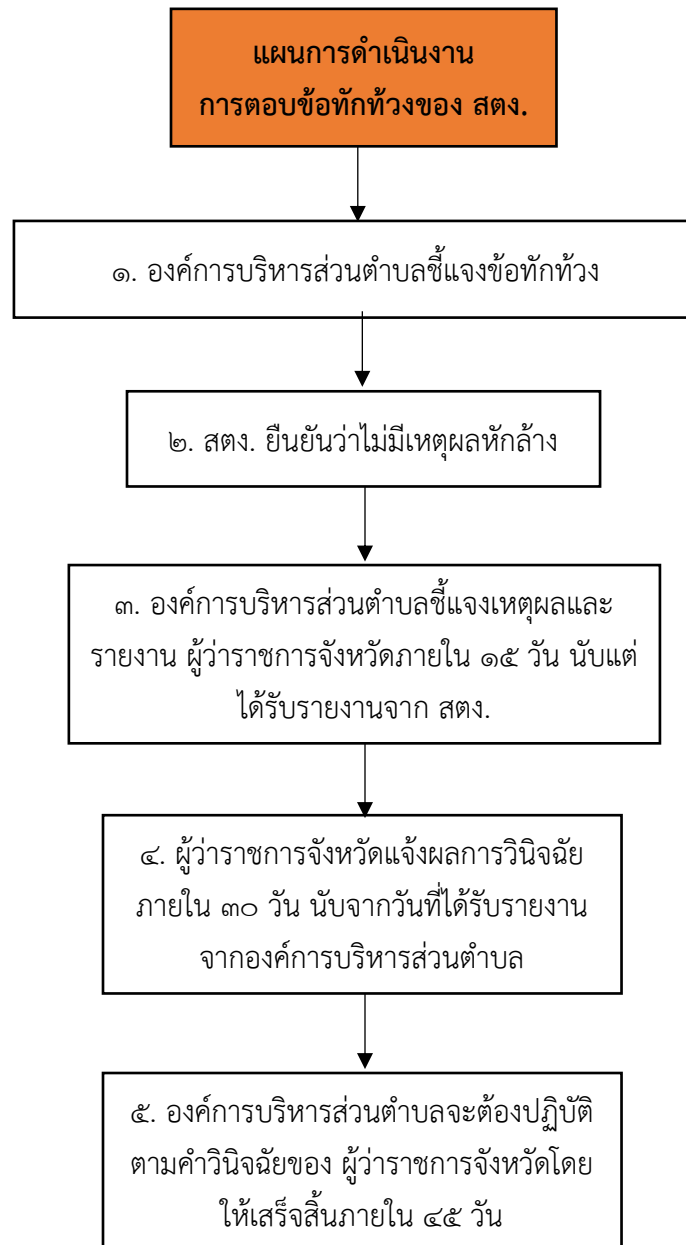 แผนการดำเนินงาน
การตอบข้อทักท้วงของ สตง.
๑. องค์การบริหารส่วนตำบลชี้แจงข้อทักท้วง
๒. สตง. ยืนยันว่าไม่มีเหตุผลหักล้าง
๓. องค์การบริหารส่วนตำบลชี้แจงเหตุผลและ
รายงาน ผู้ว่าราชการจังหวัดภายใน ๑๕ วัน นับแต่
ได้รับรายงานจาก สตง.
๔. ผู้ว่าราชการจังหวัดแจ้งผลการวินิจฉัย
ภายใน ๓๐ วัน นับจากวันที่ได้รับรายงาน
จากองค์การบริหารส่วนตำบล
๕. องค์การบริหารส่วนตำบลจะต้องปฏิบัติ
ตามคำวินิจฉัยของ ผู้ว่าราชการจังหวัดโดย
ให้เสร็จสิ้นภายใน ๔๕ วัน